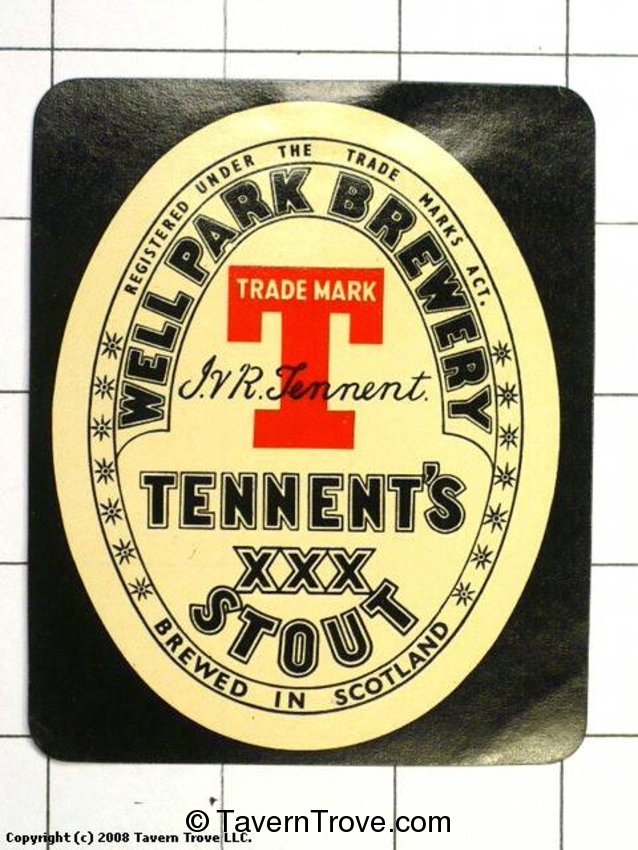 REGISTERED UNDER THE TRADE MARKS ACT.
WELL PARK BREWERY
TRADE MARK
T
J.&R. Tennent.
TENNENT'S
XXX
STOUT
BREWED IN SCOTLAND
© TavernTrove.com
Copyright (c) 2008 Tavern Trove LLC.